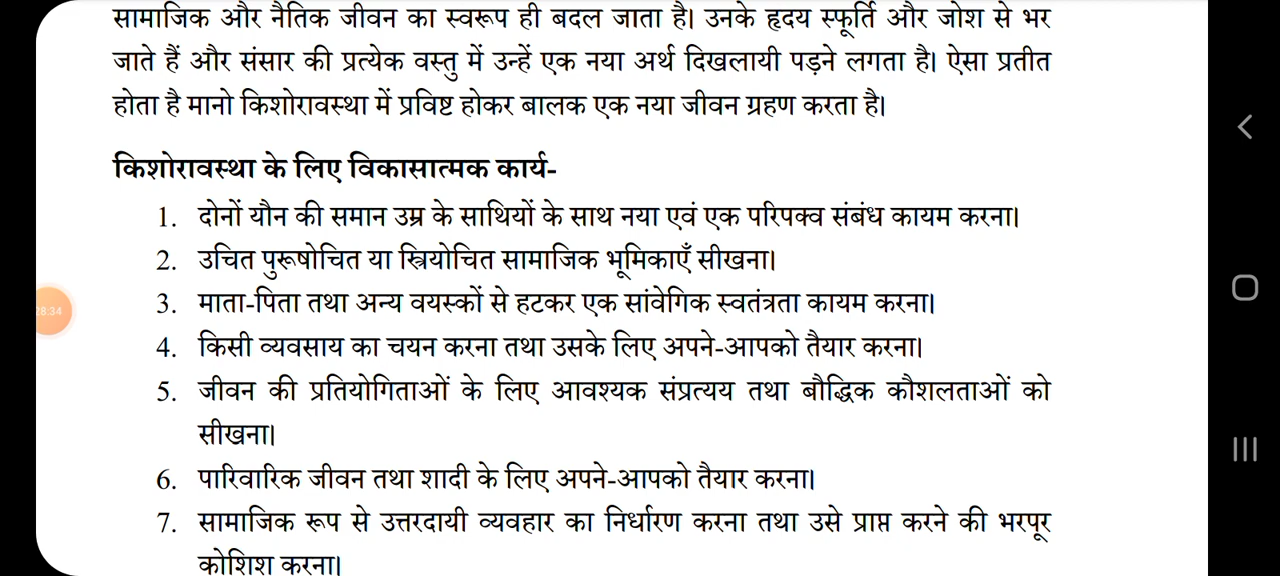 सामाजिक और नैतिक जीवन का स्वरूप ही बदल जाता है। उनके हृदय स्फूर्ति और जोश से भर
जाते हैं और संसार की प्रत्येक वस्तु में उन्हें एक नया अर्थ दिखलायी पड़ने लगता है। ऐसा प्रतीत
होता है मानो किशोरावस्था में प्रविष्ट होकर बालक एक नया जीवन ग्रहण करता है।
किशोरावस्था के लिए विकासात्मक कार्य-
1. दोनों यौन की समान उम्र के साथियों के साथ नया एवं एक परिपक्व संबंध कायम करना।
2. उचित पुरूषोचित या स्त्रियोचित सामाजिक भूमिकाएँ सीखना।
3. माता-पिता तथा अन्य वयस्कों से हटकर एक सांवेगिक स्वतंत्रता कायम करना।
28:34
4. किसी व्यवसाय का चयन करना तथा उसके लिए अपने-आपको तैयार करना।
5. जीवन की प्रतियोगिताओं के लिए आवश्यक संप्रत्यय तथा बौद्धिक कौशलताओं को
सीखना।
6. पारिवारिक जीवन तथा शादी के लिए अपने-आपको तैयार करना।
7. सामाजिक रूप से उत्तरदायी व्यवहार का निर्धारण करना तथा उसे प्राप्त करने की भरपूर
कोशिश करना।